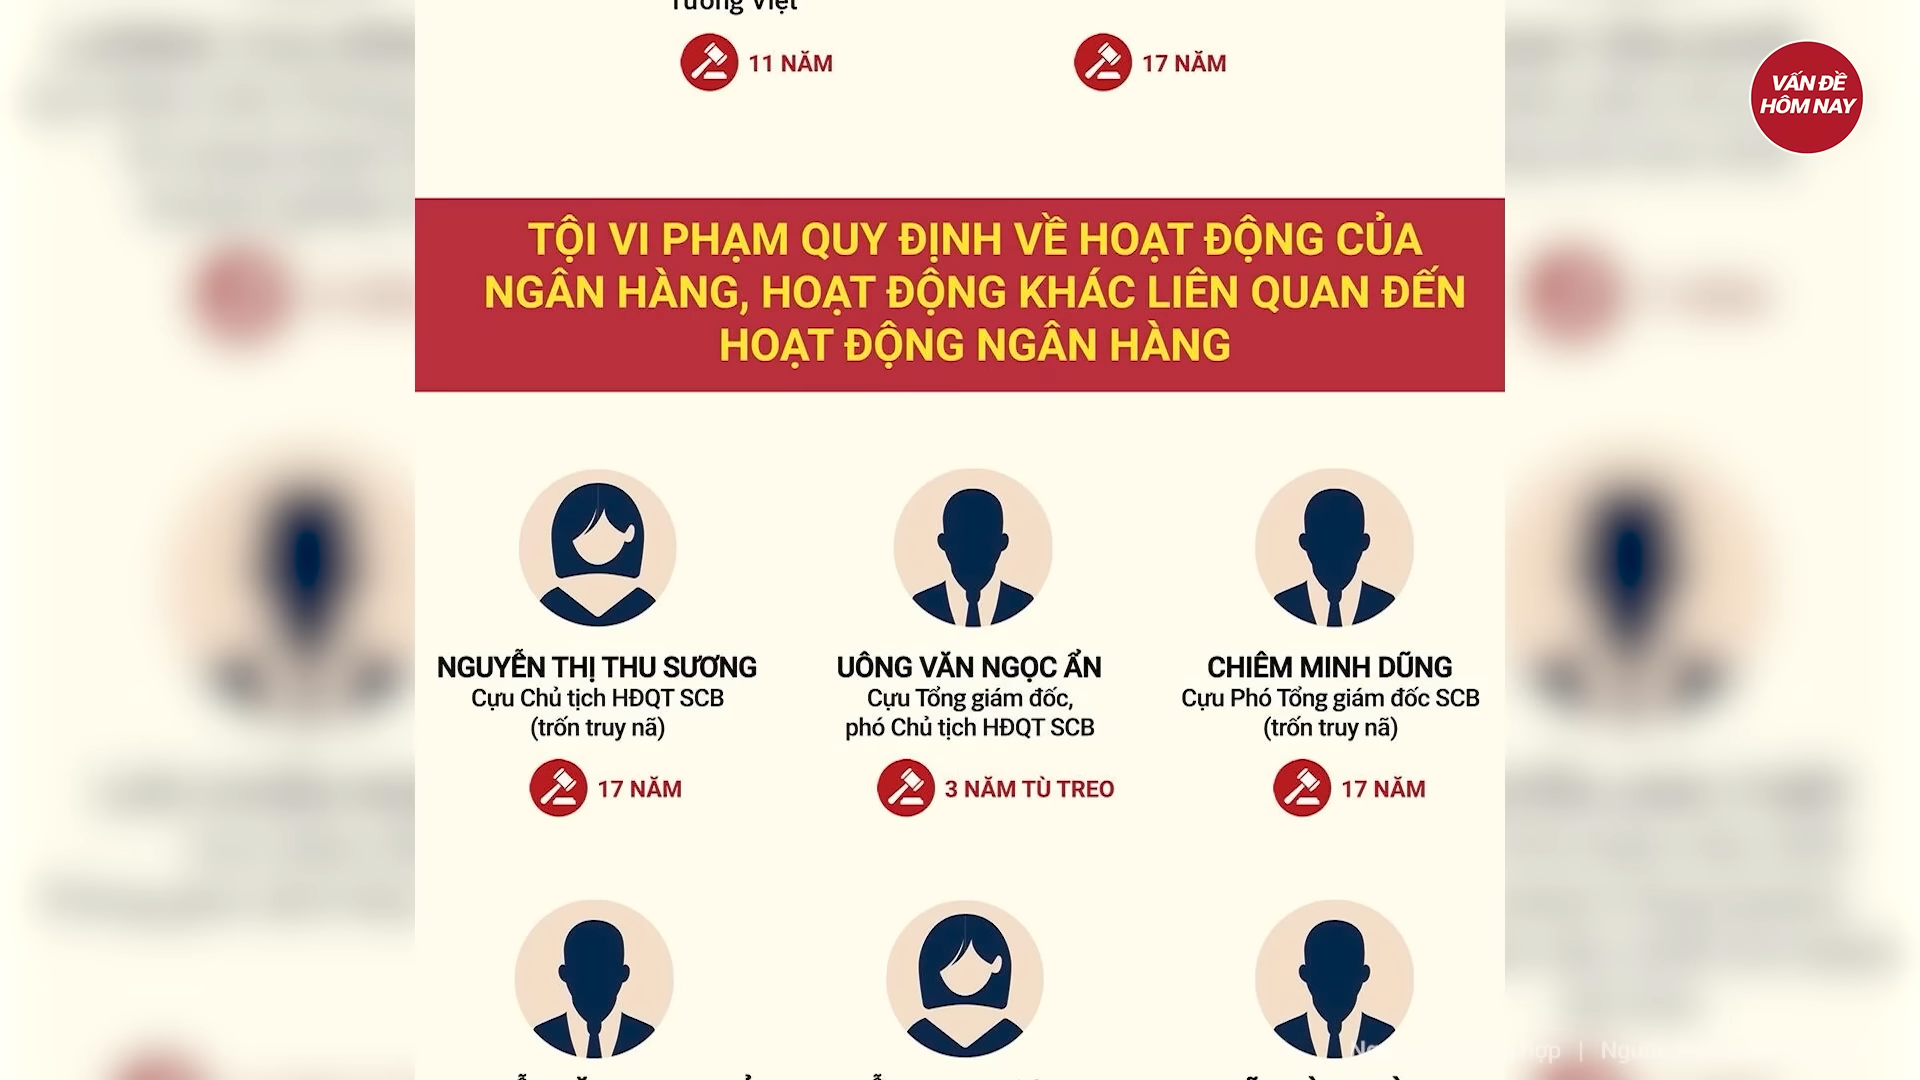 Tường Việt
11 NĂM
17 NĂM
VẤN ĐỀ
HÔM NAY
TỘI VI PHẠM QUY ĐỊNH VỀ HOẠT ĐỘNG CỦA
NGÂN HÀNG, HOẠT ĐỘNG KHÁC LIÊN QUAN ĐẾN
HOẠT ĐỘNG NGÂN HÀNG
NGUYỄN THỊ THU SƯƠNG
Cựu Chủ tịch HĐQT SCB
(trốn truy nã)
17 NĂM
UÔNG VĂN NGỌC ẨN
Cựu Tổng giám đốc,
phó Chủ tịch HĐQT SCB
3 NĂM TÙ TREO
CHIÊM MINH DŨNG
Cựu Phó Tổng giám đốc SCB
(trốn truy nã)
17 NĂM